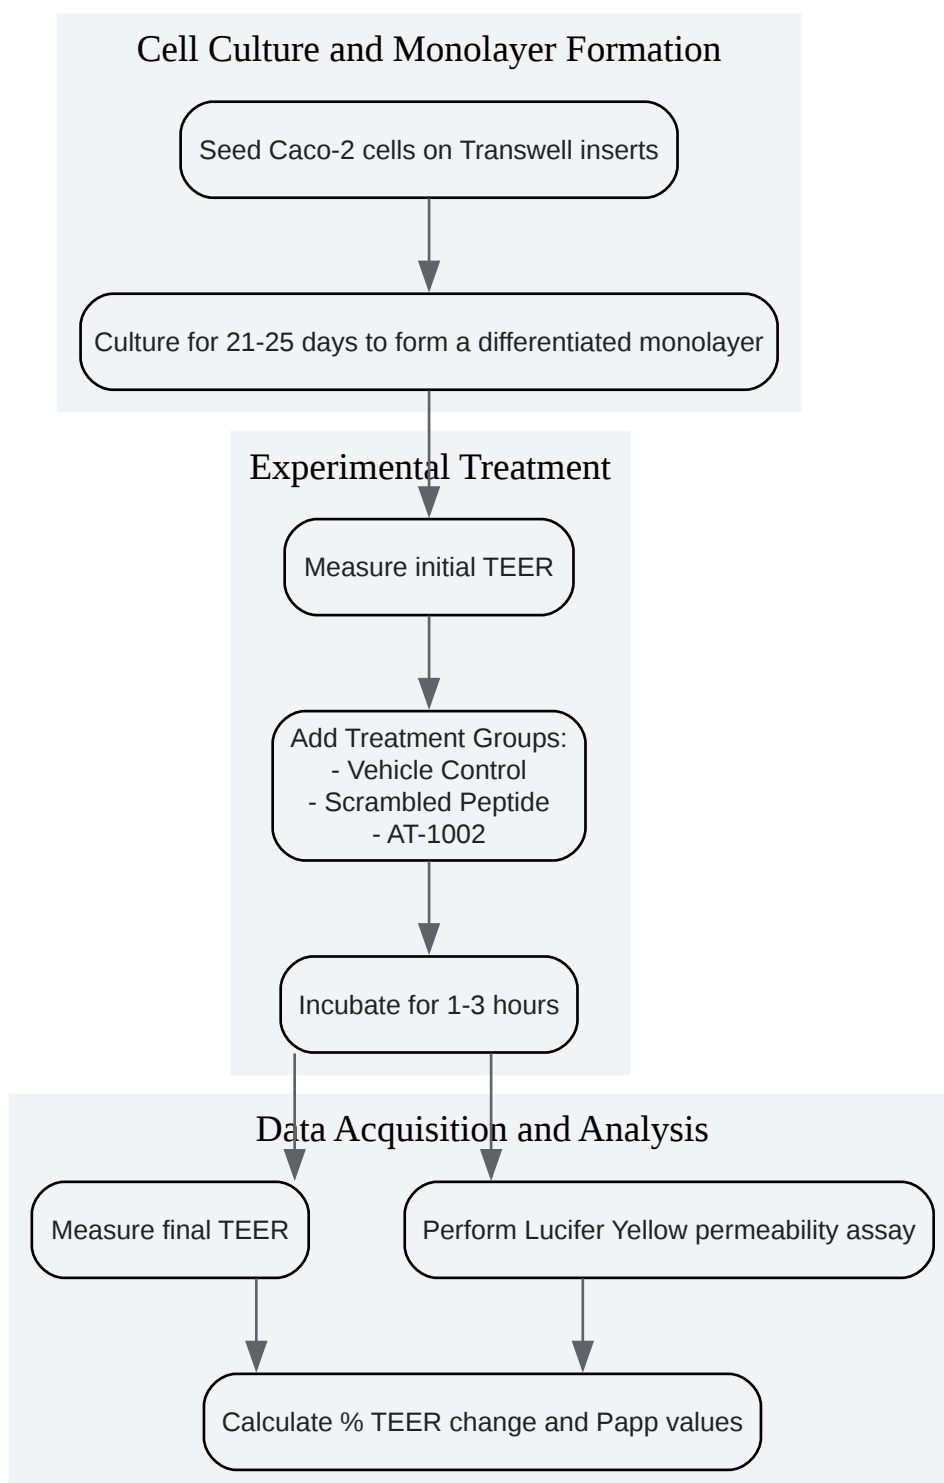 Cell Culture and Monolayer Formation
Seed Caco-2 cells on Transwell inserts
Culture for 21-25 days to form a differentiated monolayer
Experimental Treatment
Measure initial TEER
Add Treatment Groups:
- Vehicle Control
- Scrambled Peptide
- AT-1002
Incubate for 1-3 hours
Data Acquisition and Analysis
Measure final TEER
Perform Lucifer Yellow permeability assay
Calculate % TEER change and Papp values